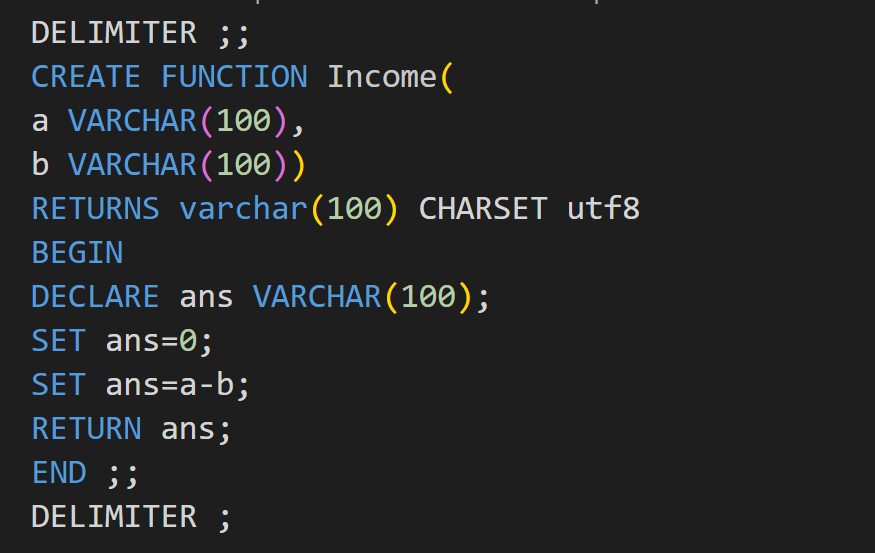 DELIMITER ;;
CREATE FUNCTION Income(
a VARCHAR(100),
b VARCHAR(100))
RETURNS varchar(100) CHARSET utf8
BEGIN
DECLARE ans VARCHAR(100);
SET ans=0;
SET ans=a-b;
RETURN ans;
END ;;
DELIMITER ;